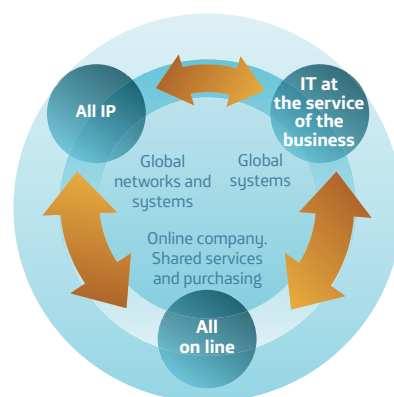 All IP
IT at
the service
of the
business
Global
networks and
systems
Global
systems
Online company.
Shared services
and purchasing
All
on line